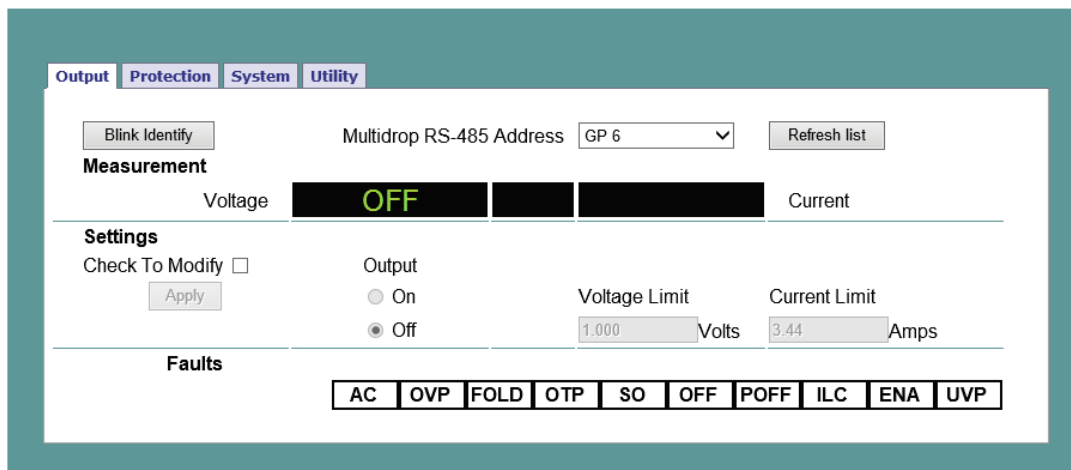 Output Protection System Utility
Blink Identify Multidrop RS-485 Address GP 6 Refresh list
Measurement
Voltage OFF Current
Settings
Check To Modify Output
Apply On Voltage Limit Current Limit
Off 1.000 Volts 3.44 Amps
Faults
AC OVP FOLD OTP SO OFF POFF ILC ENA UVP